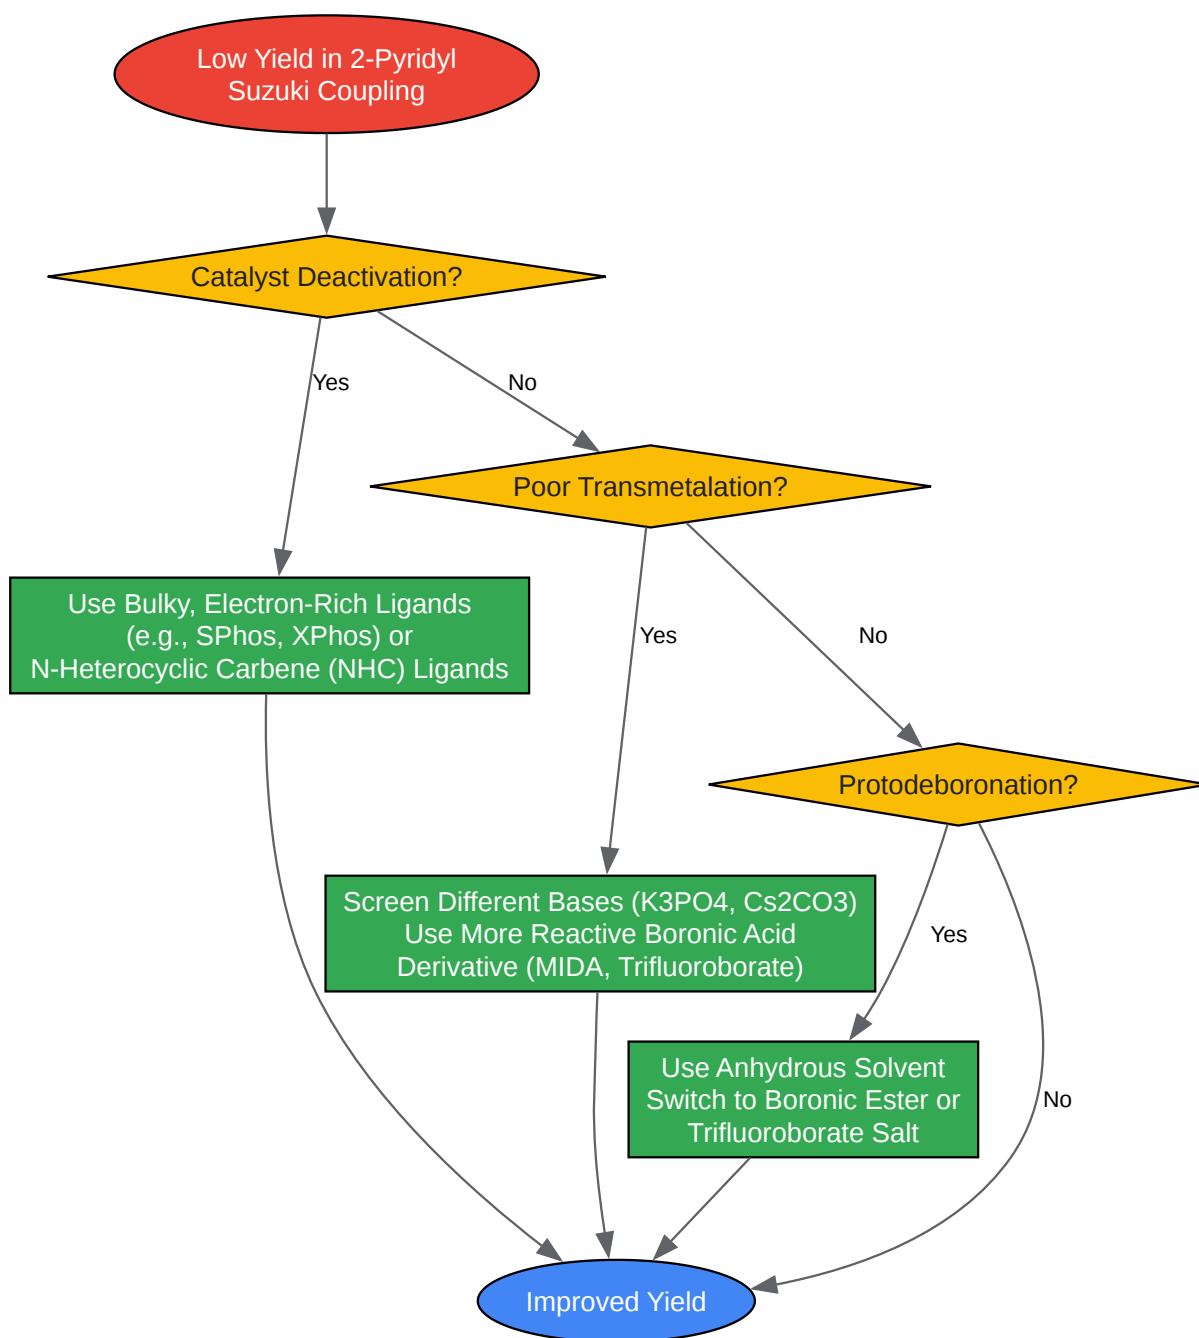 Low Yield in 2-Pyridyl
Suzuki Coupling
Catalyst Deactivation?
Yes
No
Poor Transmetalation?
Use Bulky, Electron-Rich Ligands
(e.g., SPhos, XPhos) or
N-Heterocyclic Carbene (NHC) Ligands
Yes
No
Protodeboronation?
Screen Different Bases (K3PO4, Cs2CO3)
Use More Reactive Boronic Acid
Derivative (MIDA, Trifluoroborate)
Yes
Use Anhydrous Solvent
Switch to Boronic Ester or
Trifluoroborate Salt
No
Improved Yield